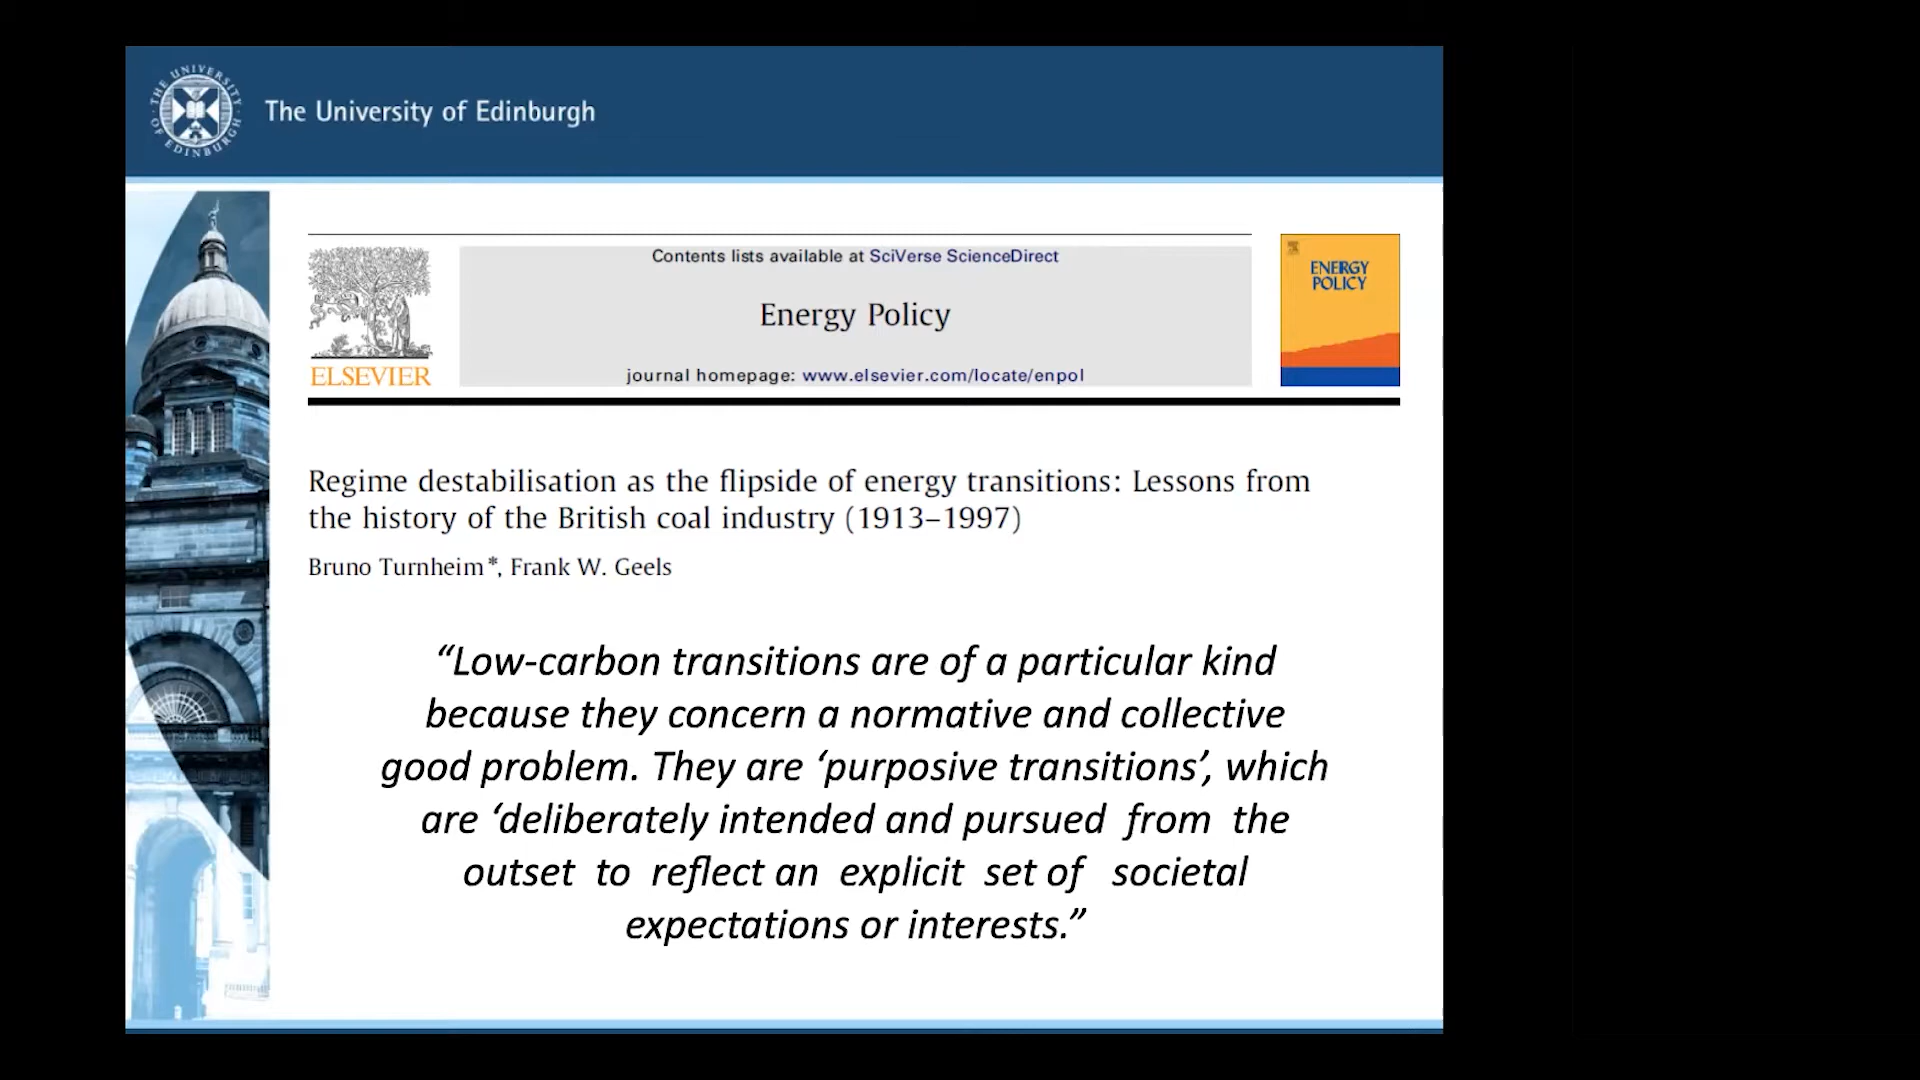 THE UNIVERSITY OF EDINBURGH
The University of Edinburgh
Contents lists available at SciVerse ScienceDirect
Energy Policy
journal homepage: www.elsevier.com/locate/enpol
ELSEVIER
ENERGY
POLICY
Regime destabilisation as the flipside of energy transitions: Lessons from
the history of the British coal industry (1913–1997)
Bruno Turnheim*, Frank W. Geels
“Low-carbon transitions are of a particular kind
because they concern a normative and collective
good problem. They are ‘purposive transitions’, which
are ‘deliberately intended and pursued from the
outset to reflect an explicit set of societal
expectations or interests.”